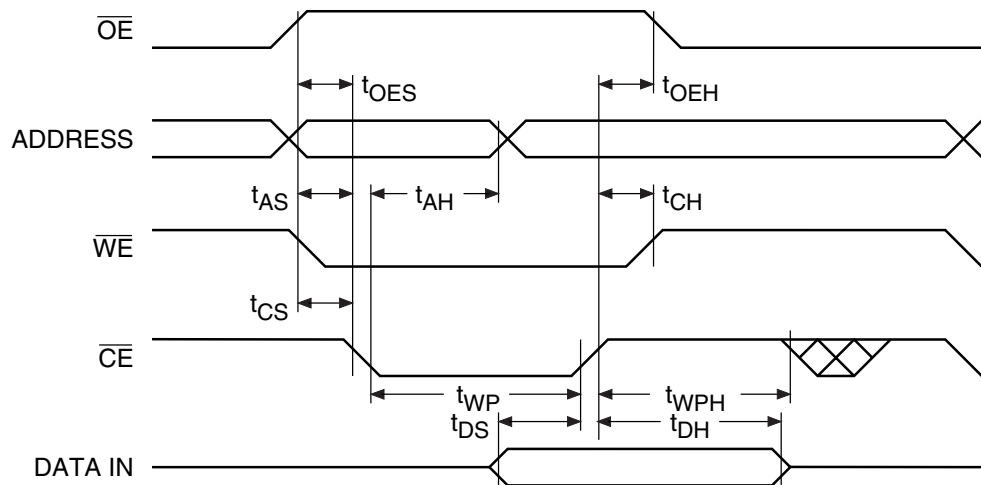 OE
tOES
tOEH
ADDRESS
tAS
tAH
tCH
WE
tCS
CE
tWP
tWPH
tDS
tDH
DATA IN